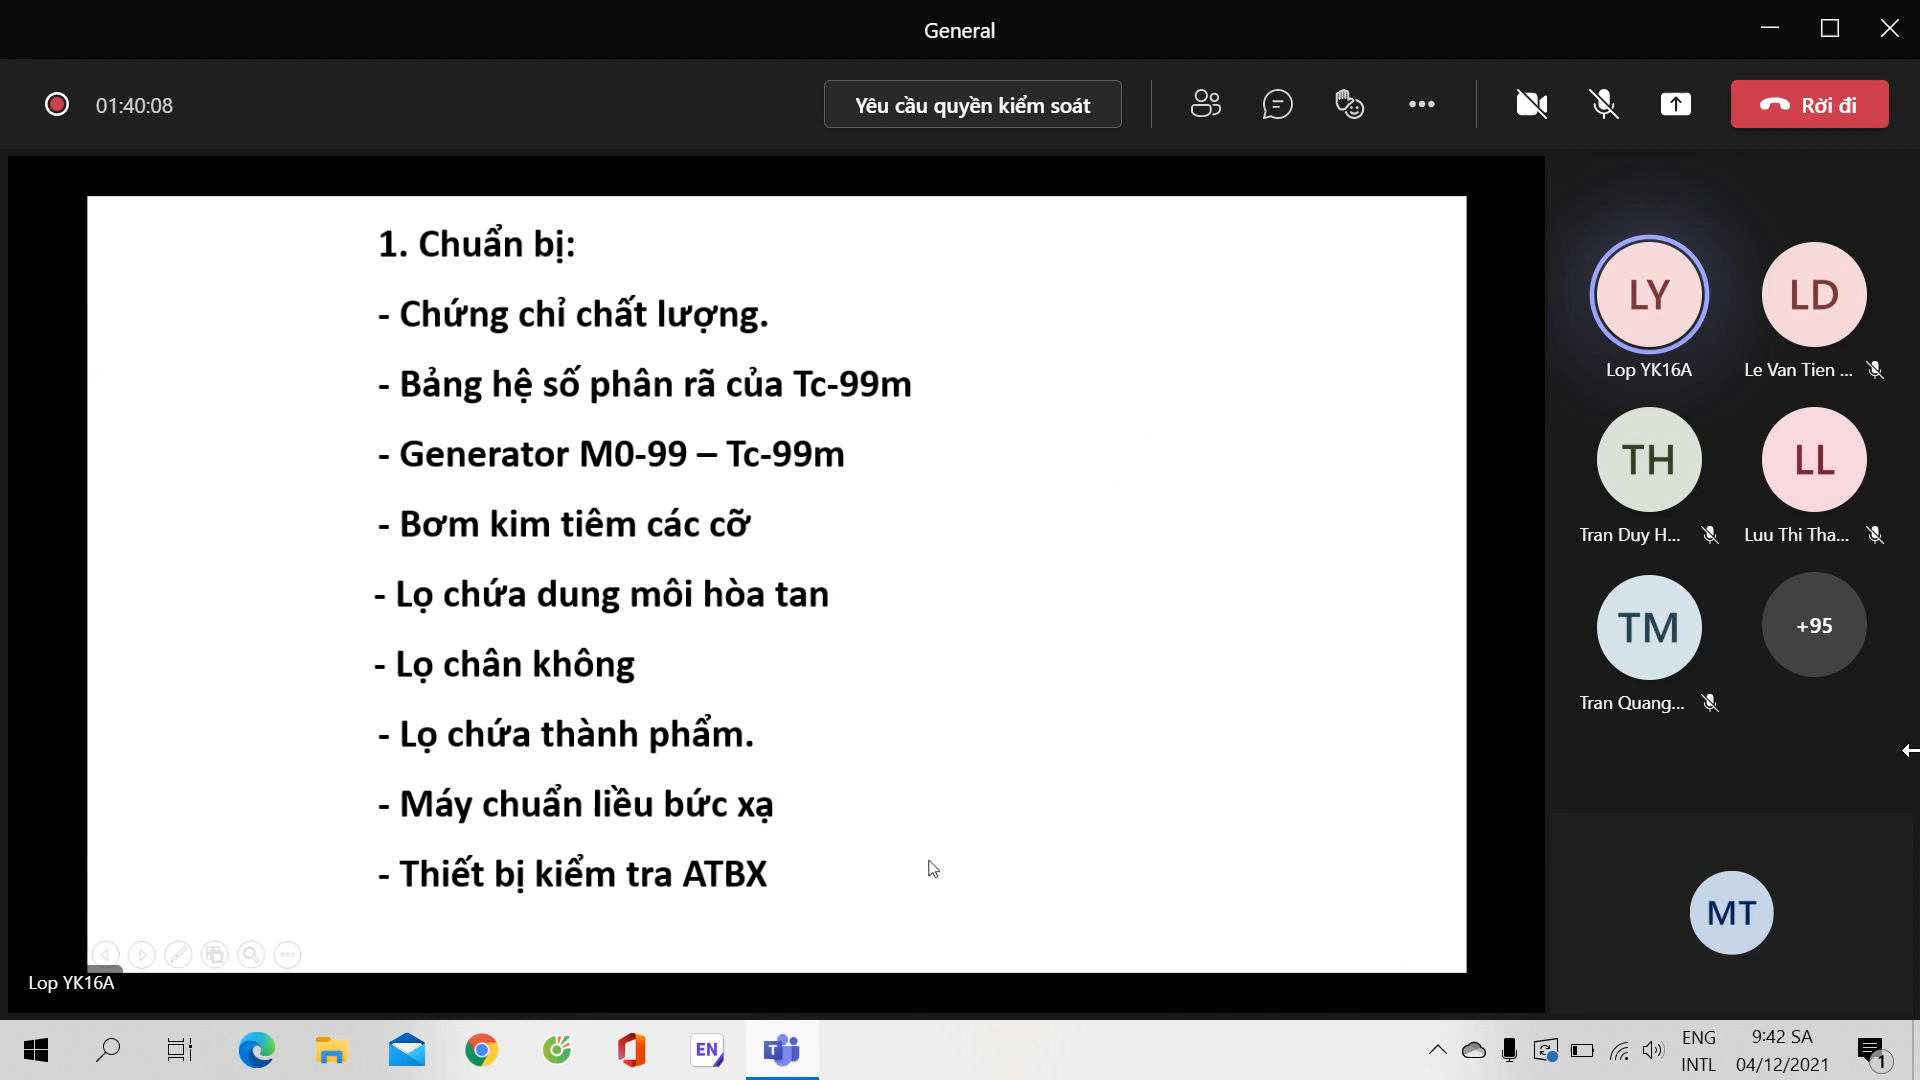 General
01:40:08
Yêu cầu quyền kiểm soát
Rời đi
1. Chuẩn bị:
- Chứng chỉ chất lượng.
- Bảng hệ số phân rã của Tc-99m
- Generator M0-99 – Tc-99m
- Bơm kim tiêm các cỡ
- Lọ chứa dung môi hòa tan
- Lọ chân không
- Lọ chứa thành phẩm.
- Máy chuẩn liều bức xạ
- Thiết bị kiểm tra ATBX
Lop YK16A
LY
LD
Lop YK16A
Le Van Tien ...
TH
LL
Tran Duy H...
Luu Thi Tha...
TM
+95
Tran Quang...
MT
EN
T
ENG
INTL
9:42 SA
04/12/2021
1